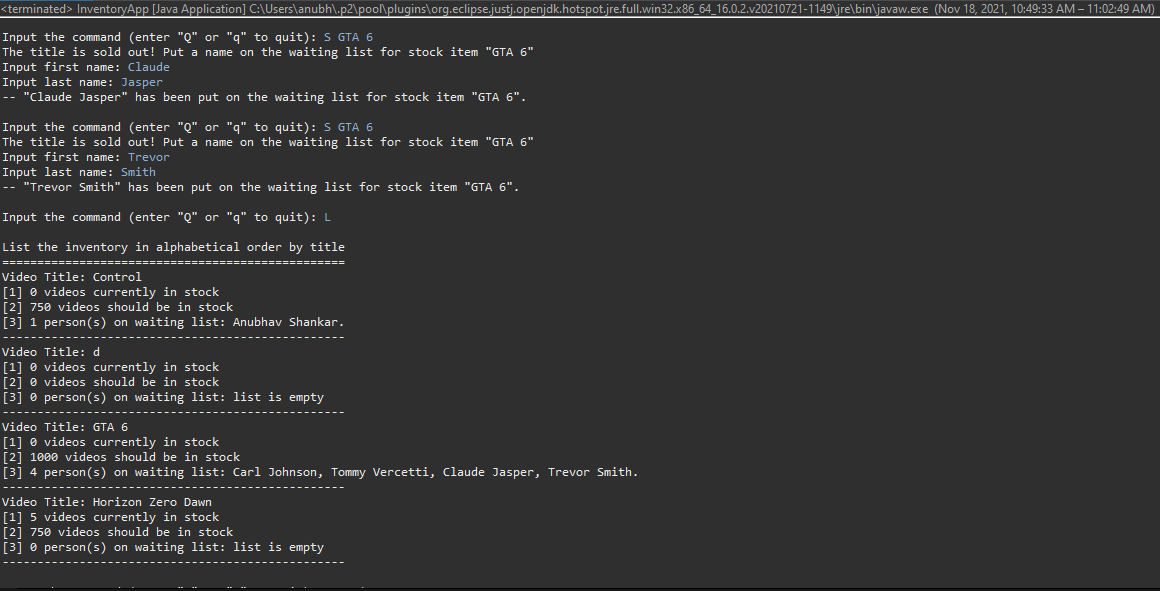 <terminated> InventoryApp [Java Application] C:\Users\anubh\.p2\pool\plugins\org.eclipse.justj.openjdk.hotspot.jre.full.win32.x86_64_16.0.2.v20210721-1149\jre\bin\javaw.exe (Nov 18, 2021, 10:49:33 AM – 11:02:49 AM)
Input the command (enter "Q" or "q" to quit): S GTA 6
The title is sold out! Put a name on the waiting list for stock item "GTA 6"
Input first name: Claude
Input last name: Jasper
-- "Claude Jasper" has been put on the waiting list for stock item "GTA 6".
Input the command (enter "Q" or "q" to quit): S GTA 6
The title is sold out! Put a name on the waiting list for stock item "GTA 6"
Input first name: Trevor
Input last name: Smith
-- "Trevor Smith" has been put on the waiting list for stock item "GTA 6".
Input the command (enter "Q" or "q" to quit): L
List the inventory in alphabetical order by title
=================================================
Video Title: Control
[1] 0 videos currently in stock
[2] 750 videos should be in stock
[3] 1 person(s) on waiting list: Anubhav Shankar.
-------------------------------------------------
Video Title: d
[1] 0 videos currently in stock
[2] 0 videos should be in stock
[3] 0 person(s) on waiting list: list is empty
-------------------------------------------------
Video Title: GTA 6
[1] 0 videos currently in stock
[2] 1000 videos should be in stock
[3] 4 person(s) on waiting list: Carl Johnson, Tommy Vercetti, Claude Jasper, Trevor Smith.
-------------------------------------------------
Video Title: Horizon Zero Dawn
[1] 5 videos currently in stock
[2] 750 videos should be in stock
[3] 0 person(s) on waiting list: list is empty
-------------------------------------------------